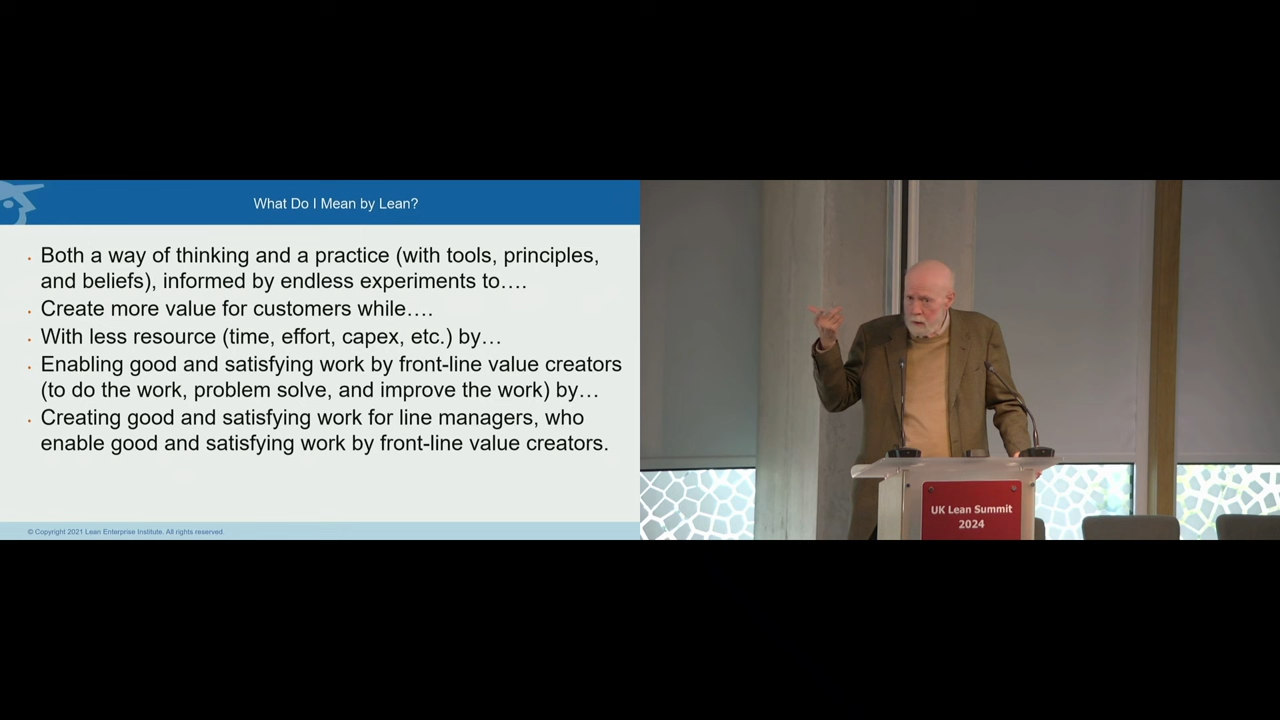 What Do I Mean by Lean?
Both a way of thinking and a practice (with tools, principles,
and beliefs), informed by endless experiments to….
Create more value for customers while….
With less resource (time, effort, capex, etc.) by…
Enabling good and satisfying work by front-line value creators
(to do the work, problem solve, and improve the work) by…
Creating good and satisfying work for line managers, who
enable good and satisfying work by front-line value creators.
© Copyright 2021 Lean Enterprise Institute. All rights reserved
UK Lean Summit
2024